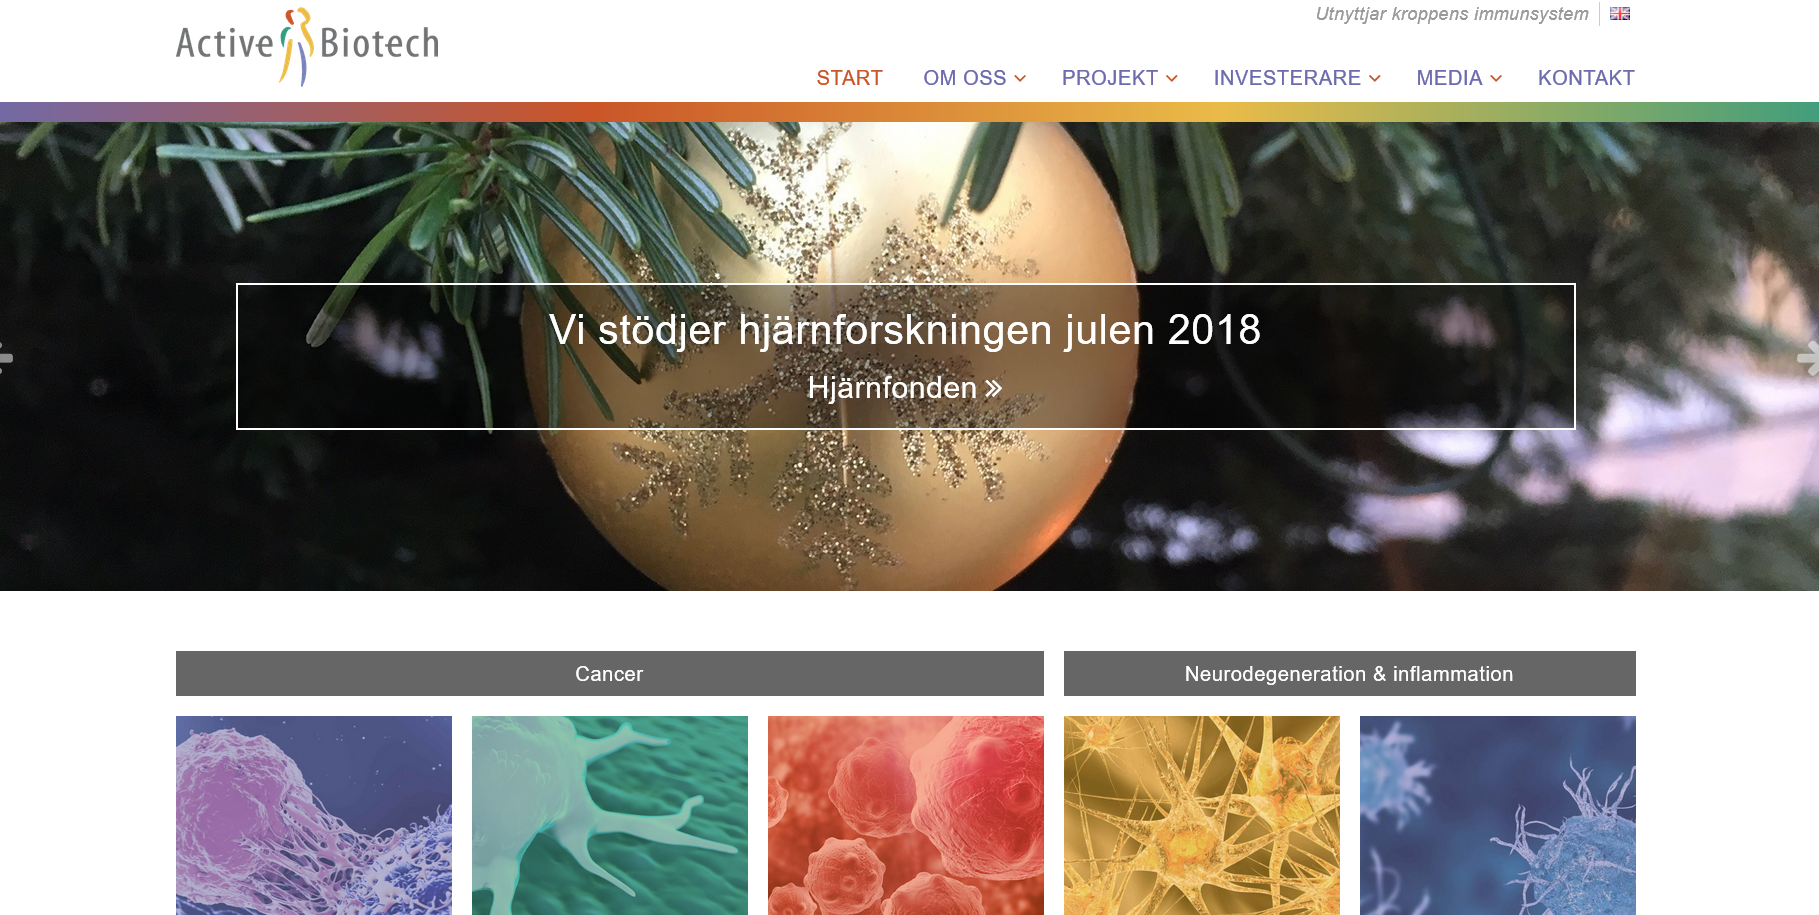 Utnyttjar kroppens immunsystem
Active Biotech
START OM OSS PROJEKT INVESTERARE MEDIA KONTAKT
Vi stödjer hjärnforskningen julen 2018
Hjärnfonden »
Cancer
Neurodegeneration & inflammation